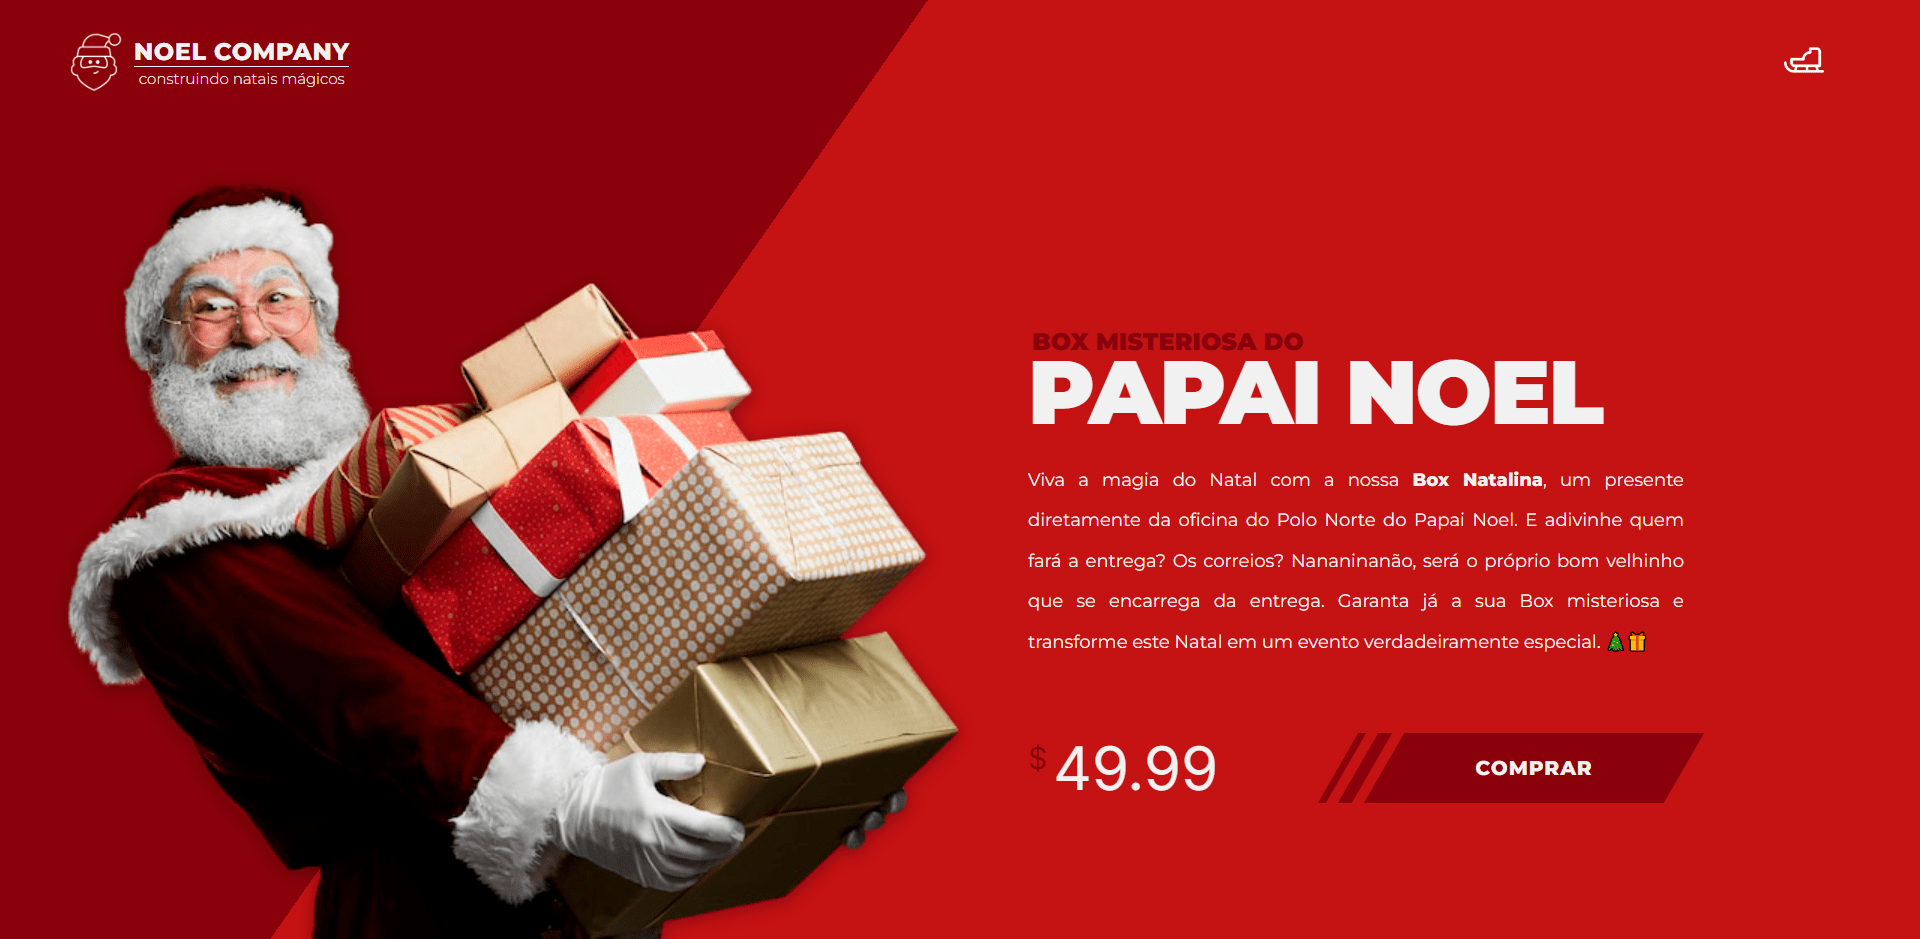 NOEL COMPANY
construindo natais mágicos
BOX MISTERIOSA DO
PAPAI NOEL
Viva a magia do Natal com a nossa Box Natalina, um presente
diretamente da oficina do Polo Norte do Papai Noel. E adivinhe quem
fará a entrega? Os correios? Nananinanão, será o próprio bom velhinho
que se encarrega da entrega. Garanta já a sua Box misteriosa e
transforme este Natal em um evento verdadeiramente especial. 🎄🎁
$ 49.99
COMPRAR